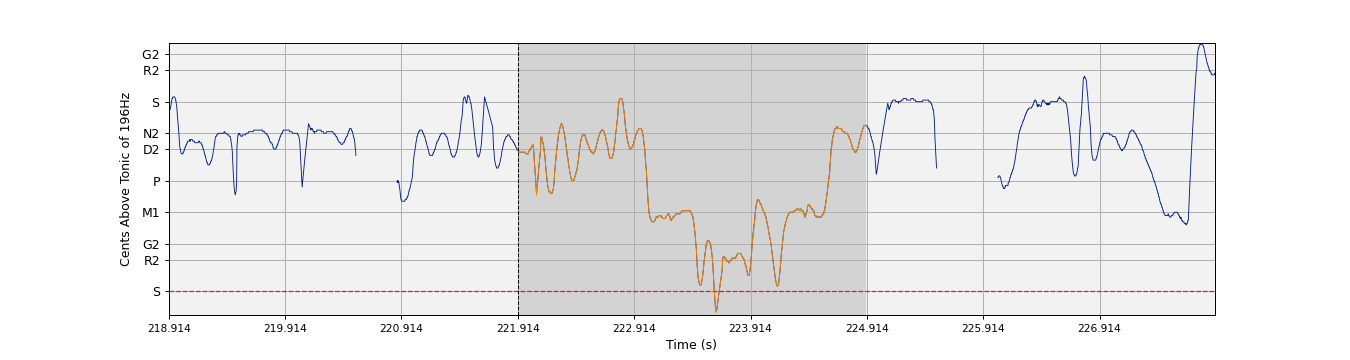 G2
R2
S
N2
D2
P
M1
G2
R2
S
Cents Above Tonic of 196Hz
218.914 219.914 220.914 221.914 222.914 223.914 224.914 225.914 226.914
Time (s)